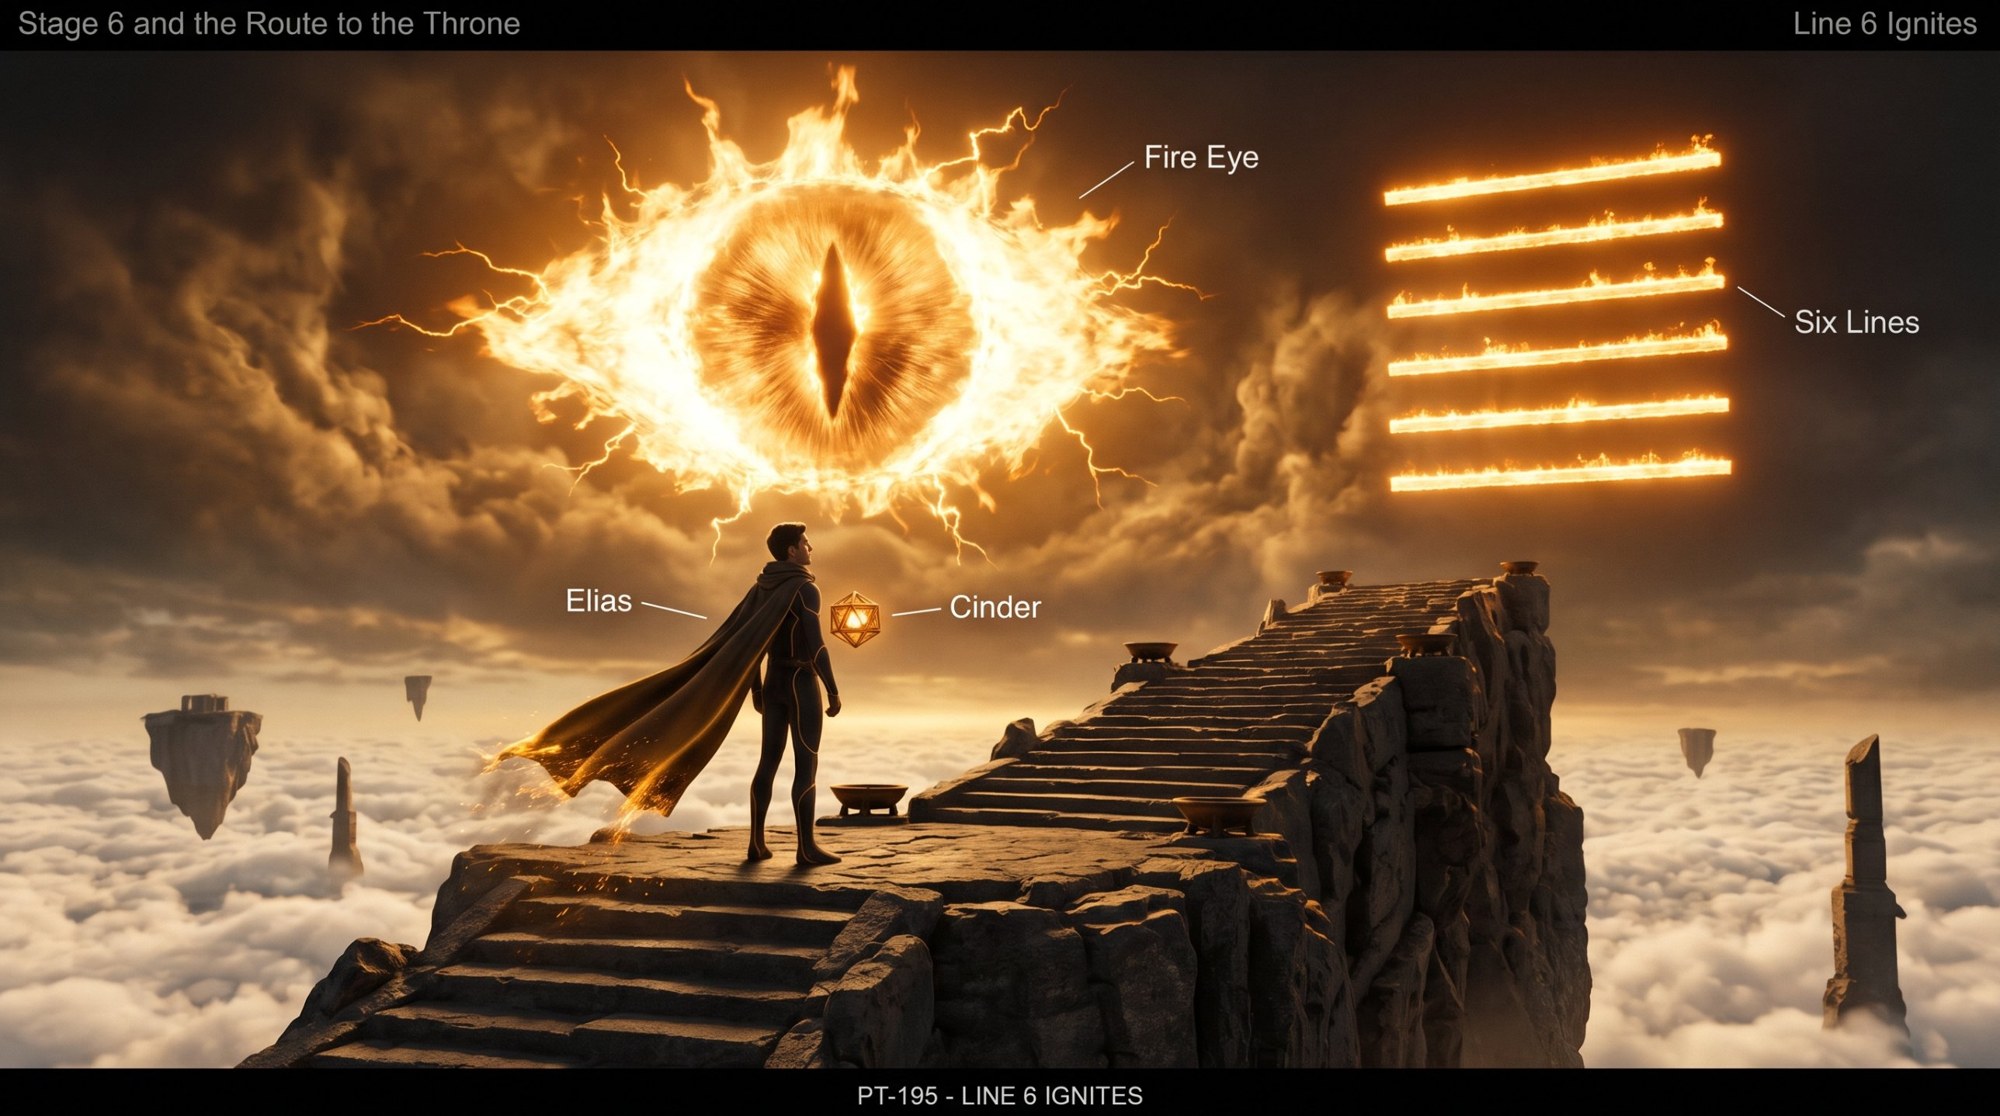 Stage 6 and the Route to the Throne
Line 6 Ignites
Fire Eye
Six Lines
Elias
Cinder
PT-195 - LINE 6 IGNITES